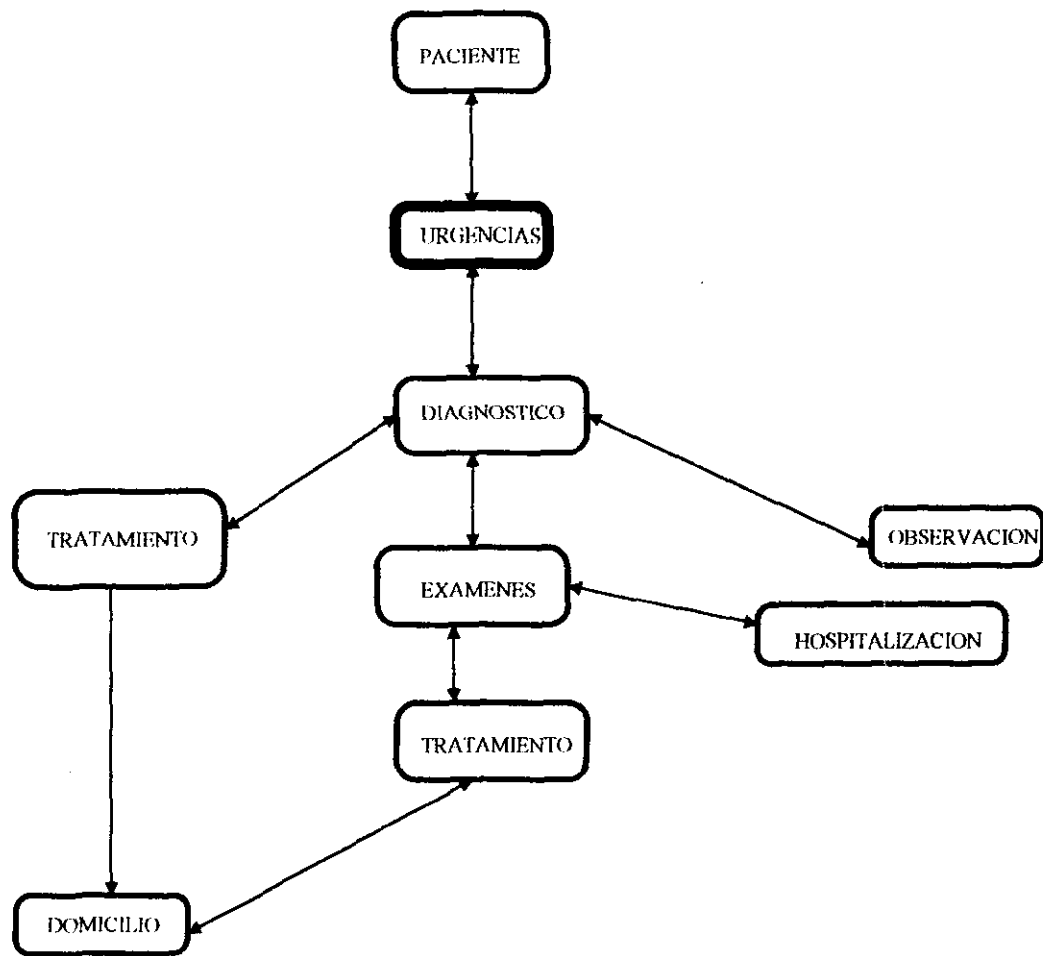 PACIENTE
URGENCIAS
DIAGNOSTICO
TRATAMIENTO
OBSERVACION
EXAMENES
HOSPITALIZACION
TRATAMIENTO
DOMICILIO